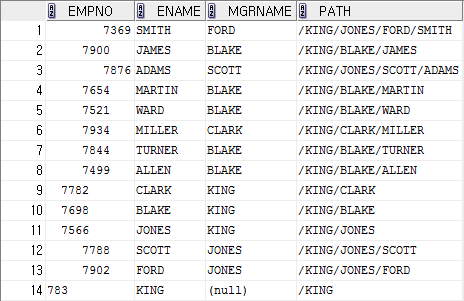 EMPNO ENAME MGRNAME PATH
1 7369 SMITH FORD /KING/JONES/FORD/SMITH
2 7900 JAMES BLAKE /KING/BLAKE/JAMES
3 7876 ADAMS SCOTT /KING/JONES/SCOTT/ADAMS
4 7654 MARTIN BLAKE /KING/BLAKE/MARTIN
5 7521 WARD BLAKE /KING/BLAKE/WARD
6 7934 MILLER CLARK /KING/CLARK/MILLER
7 7844 TURNER BLAKE /KING/BLAKE/TURNER
8 7499 ALLEN BLAKE /KING/BLAKE/ALLEN
9 7782 CLARK KING /KING/CLARK
10 7698 BLAKE KING /KING/BLAKE
11 7566 JONES KING /KING/JONES
12 7788 SCOTT JONES /KING/JONES/SCOTT
13 7902 FORD JONES /KING/JONES/FORD
14 783 KING (null) /KING